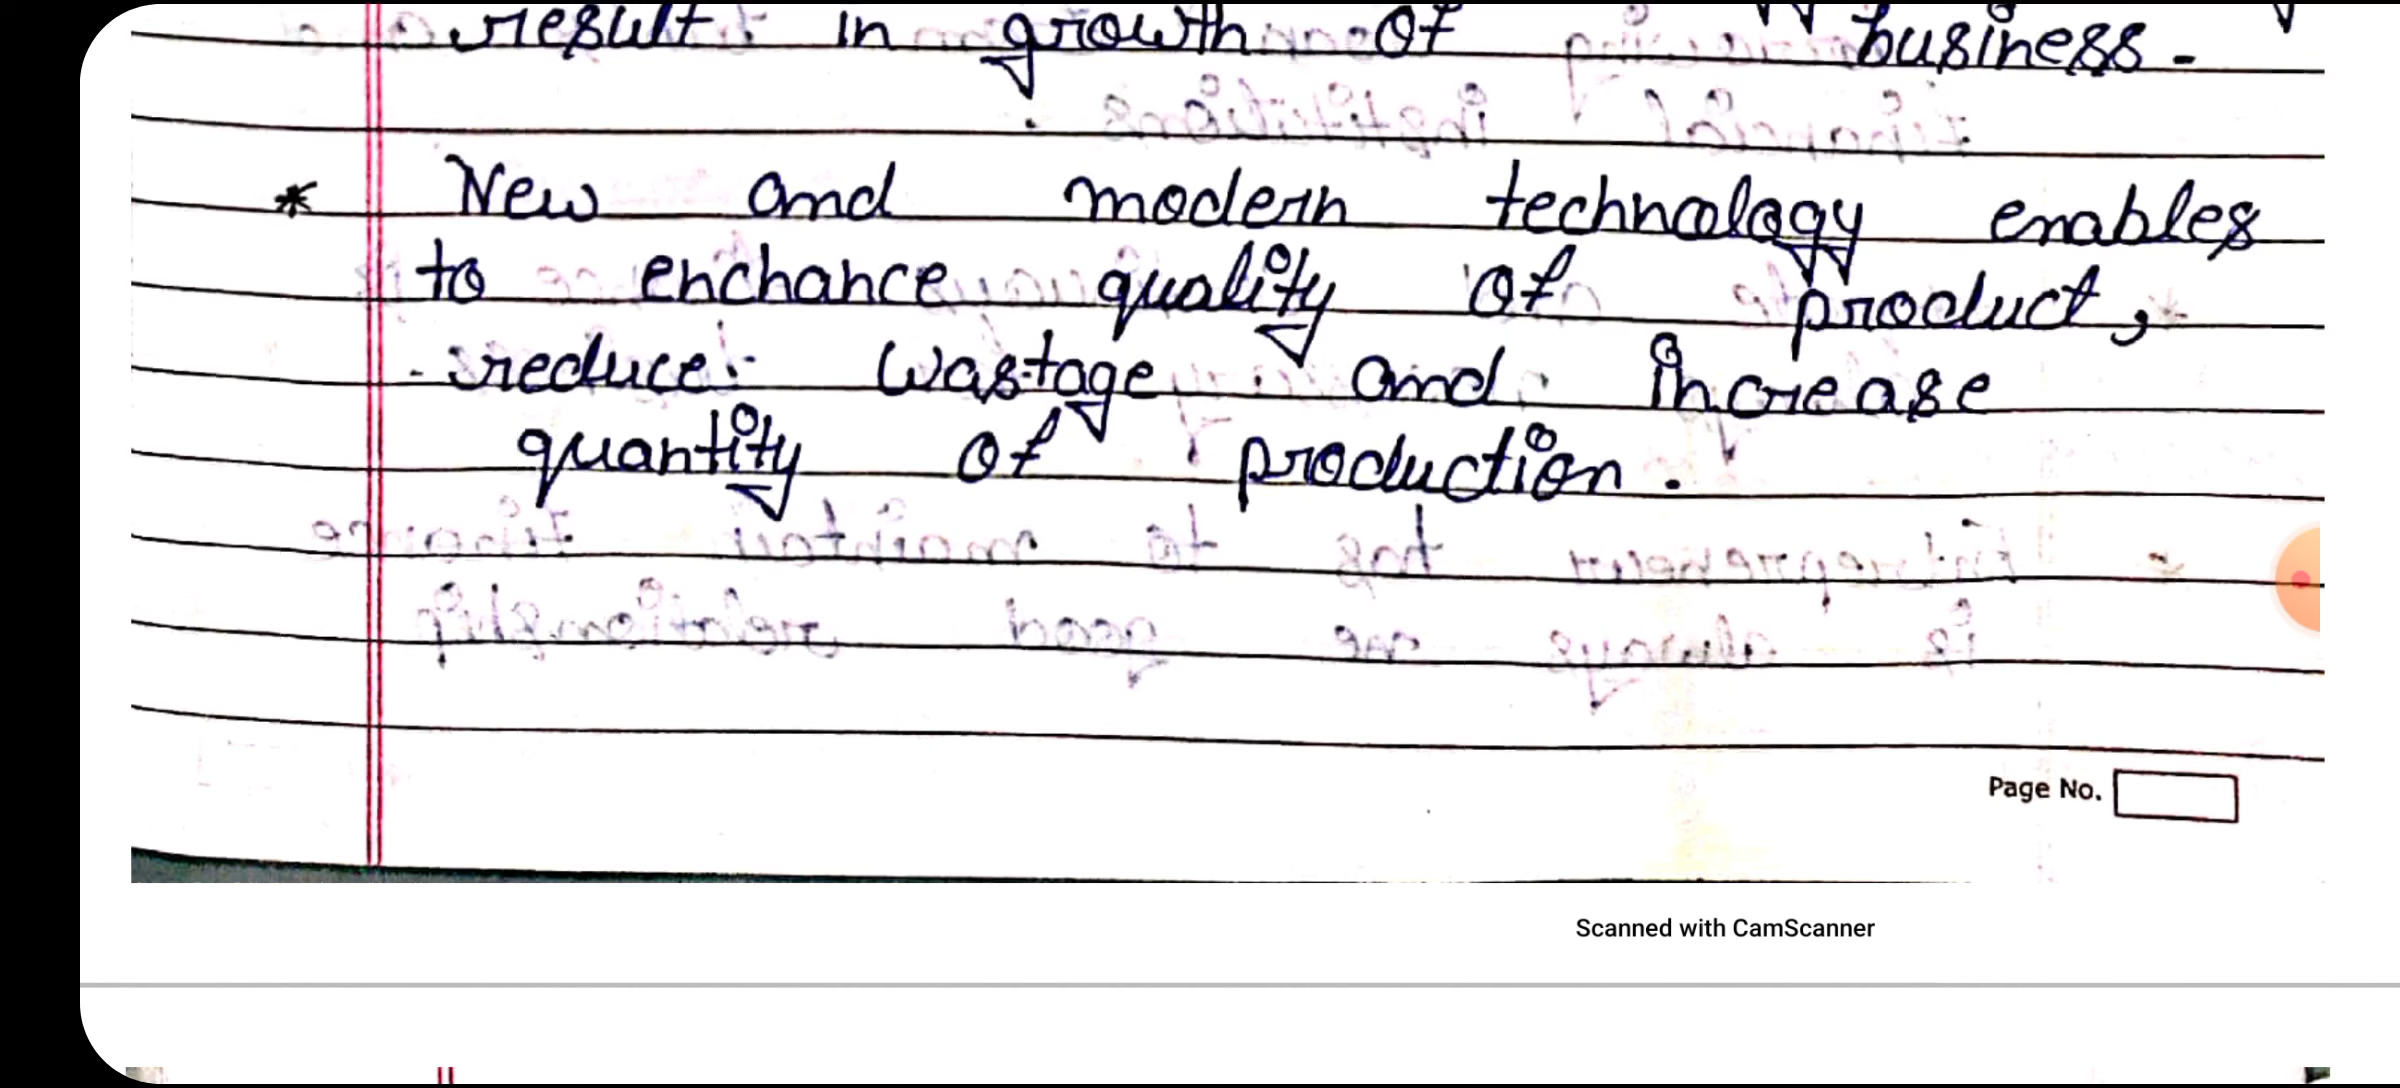 result in growth of business.
* New and modern technology enables
to enchance quality of product,
reduce wastage and increase
quantity of production.
Page No.
Scanned with CamScanner